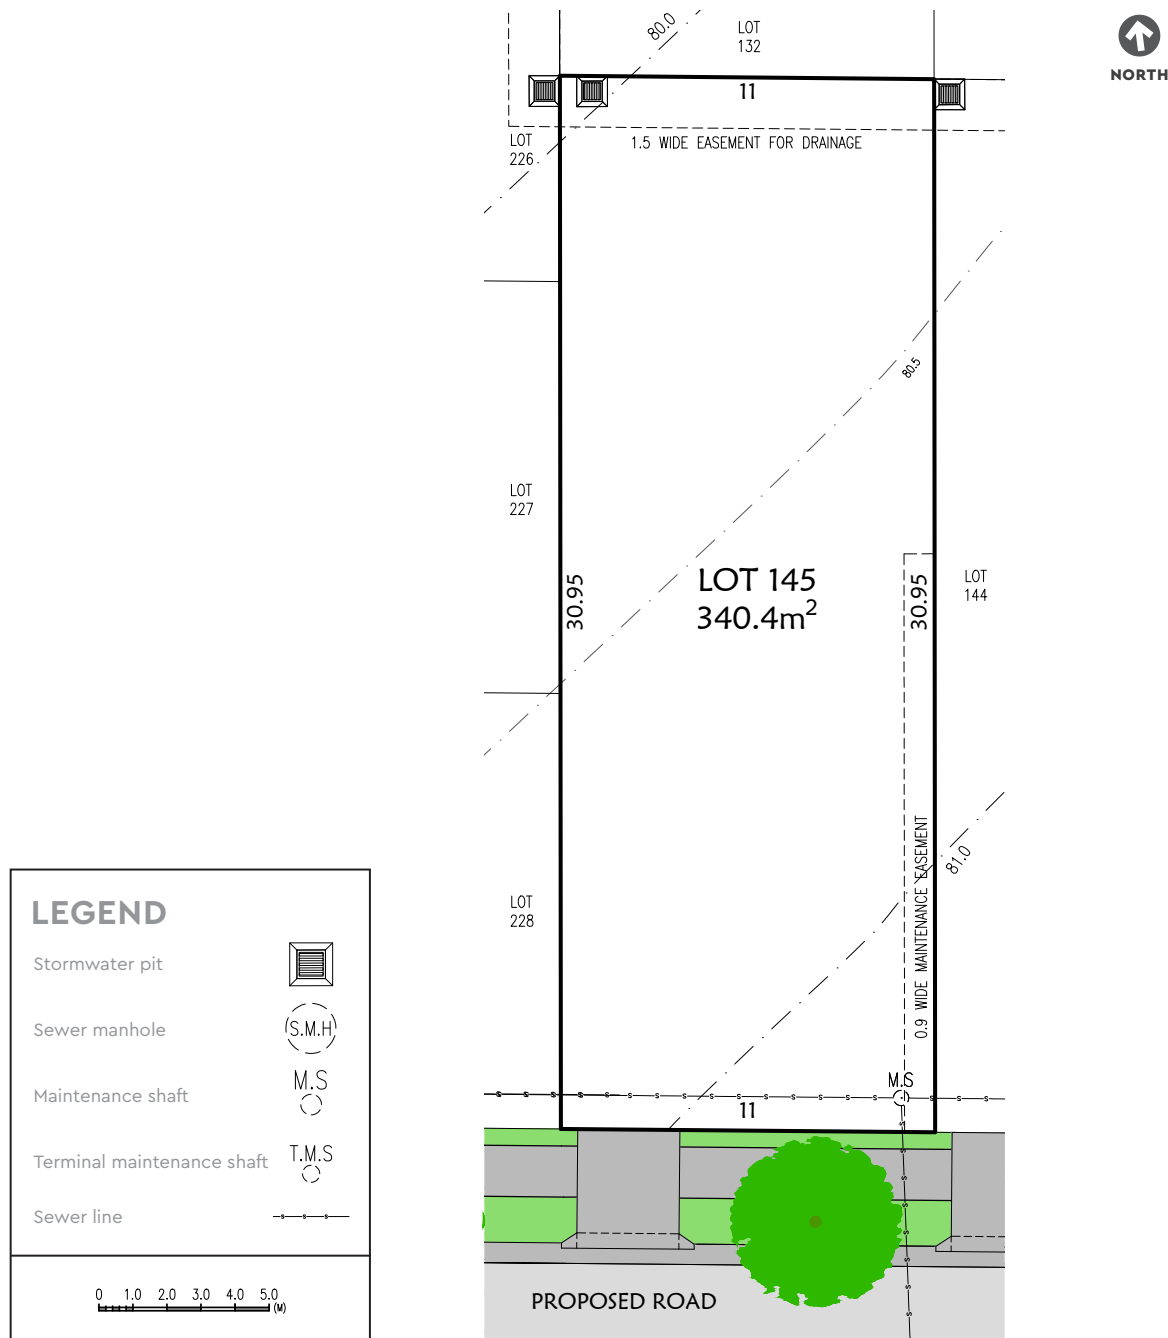 80.0
LOT
132
NORTH
11
1.5 WIDE EASEMENT FOR DRAINAGE
LOT
226
80.5
LOT
227
LOT 145
340.4m²
30.95
30.95
LOT
144
81.0
0.9 WIDE MAINTENANCE EASEMENT
LOT
228
M.S
11
PROPOSED ROAD
LEGEND
Stormwater pit
Sewer manhole
S.M.H
Maintenance shaft
M.S
Terminal maintenance shaft
T.M.S
Sewer line
0 1.0 2.0 3.0 4.0 5.0
(M)